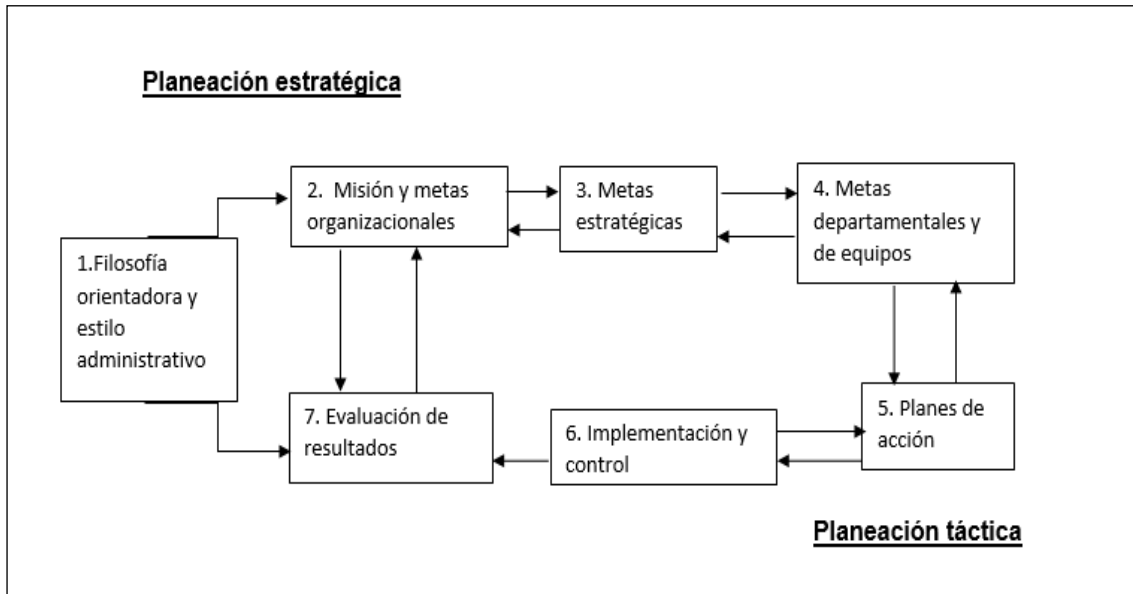 Planeación estratégica
1.Filosofía
orientadora y
estilo
administrativo
2. Misión y metas
organizacionales
3. Metas
estratégicas
4. Metas
departamentales y
de equipos
5. Planes de
acción
6. Implementación y
control
7. Evaluación de
resultados
Planeación táctica